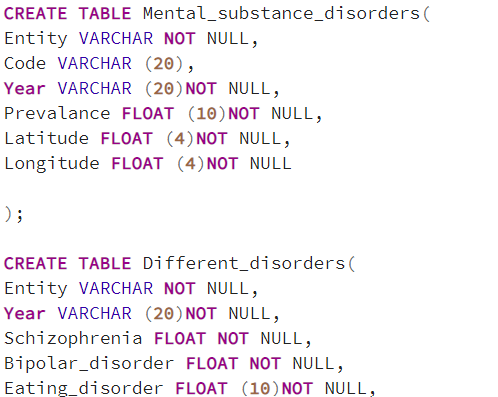 CREATE TABLE Mental_substance_disorders(
Entity VARCHAR NOT NULL,
Code VARCHAR (20),
Year VARCHAR (20)NOT NULL,
Prevalance FLOAT (10)NOT NULL,
Latitude FLOAT (4)NOT NULL,
Longitude FLOAT (4)NOT NULL
);
CREATE TABLE Different_disorders(
Entity VARCHAR NOT NULL,
Year VARCHAR (20)NOT NULL,
Schizophrenia FLOAT NOT NULL,
Bipolar_disorder FLOAT NOT NULL,
Eating_disorder FLOAT (10)NOT NULL,